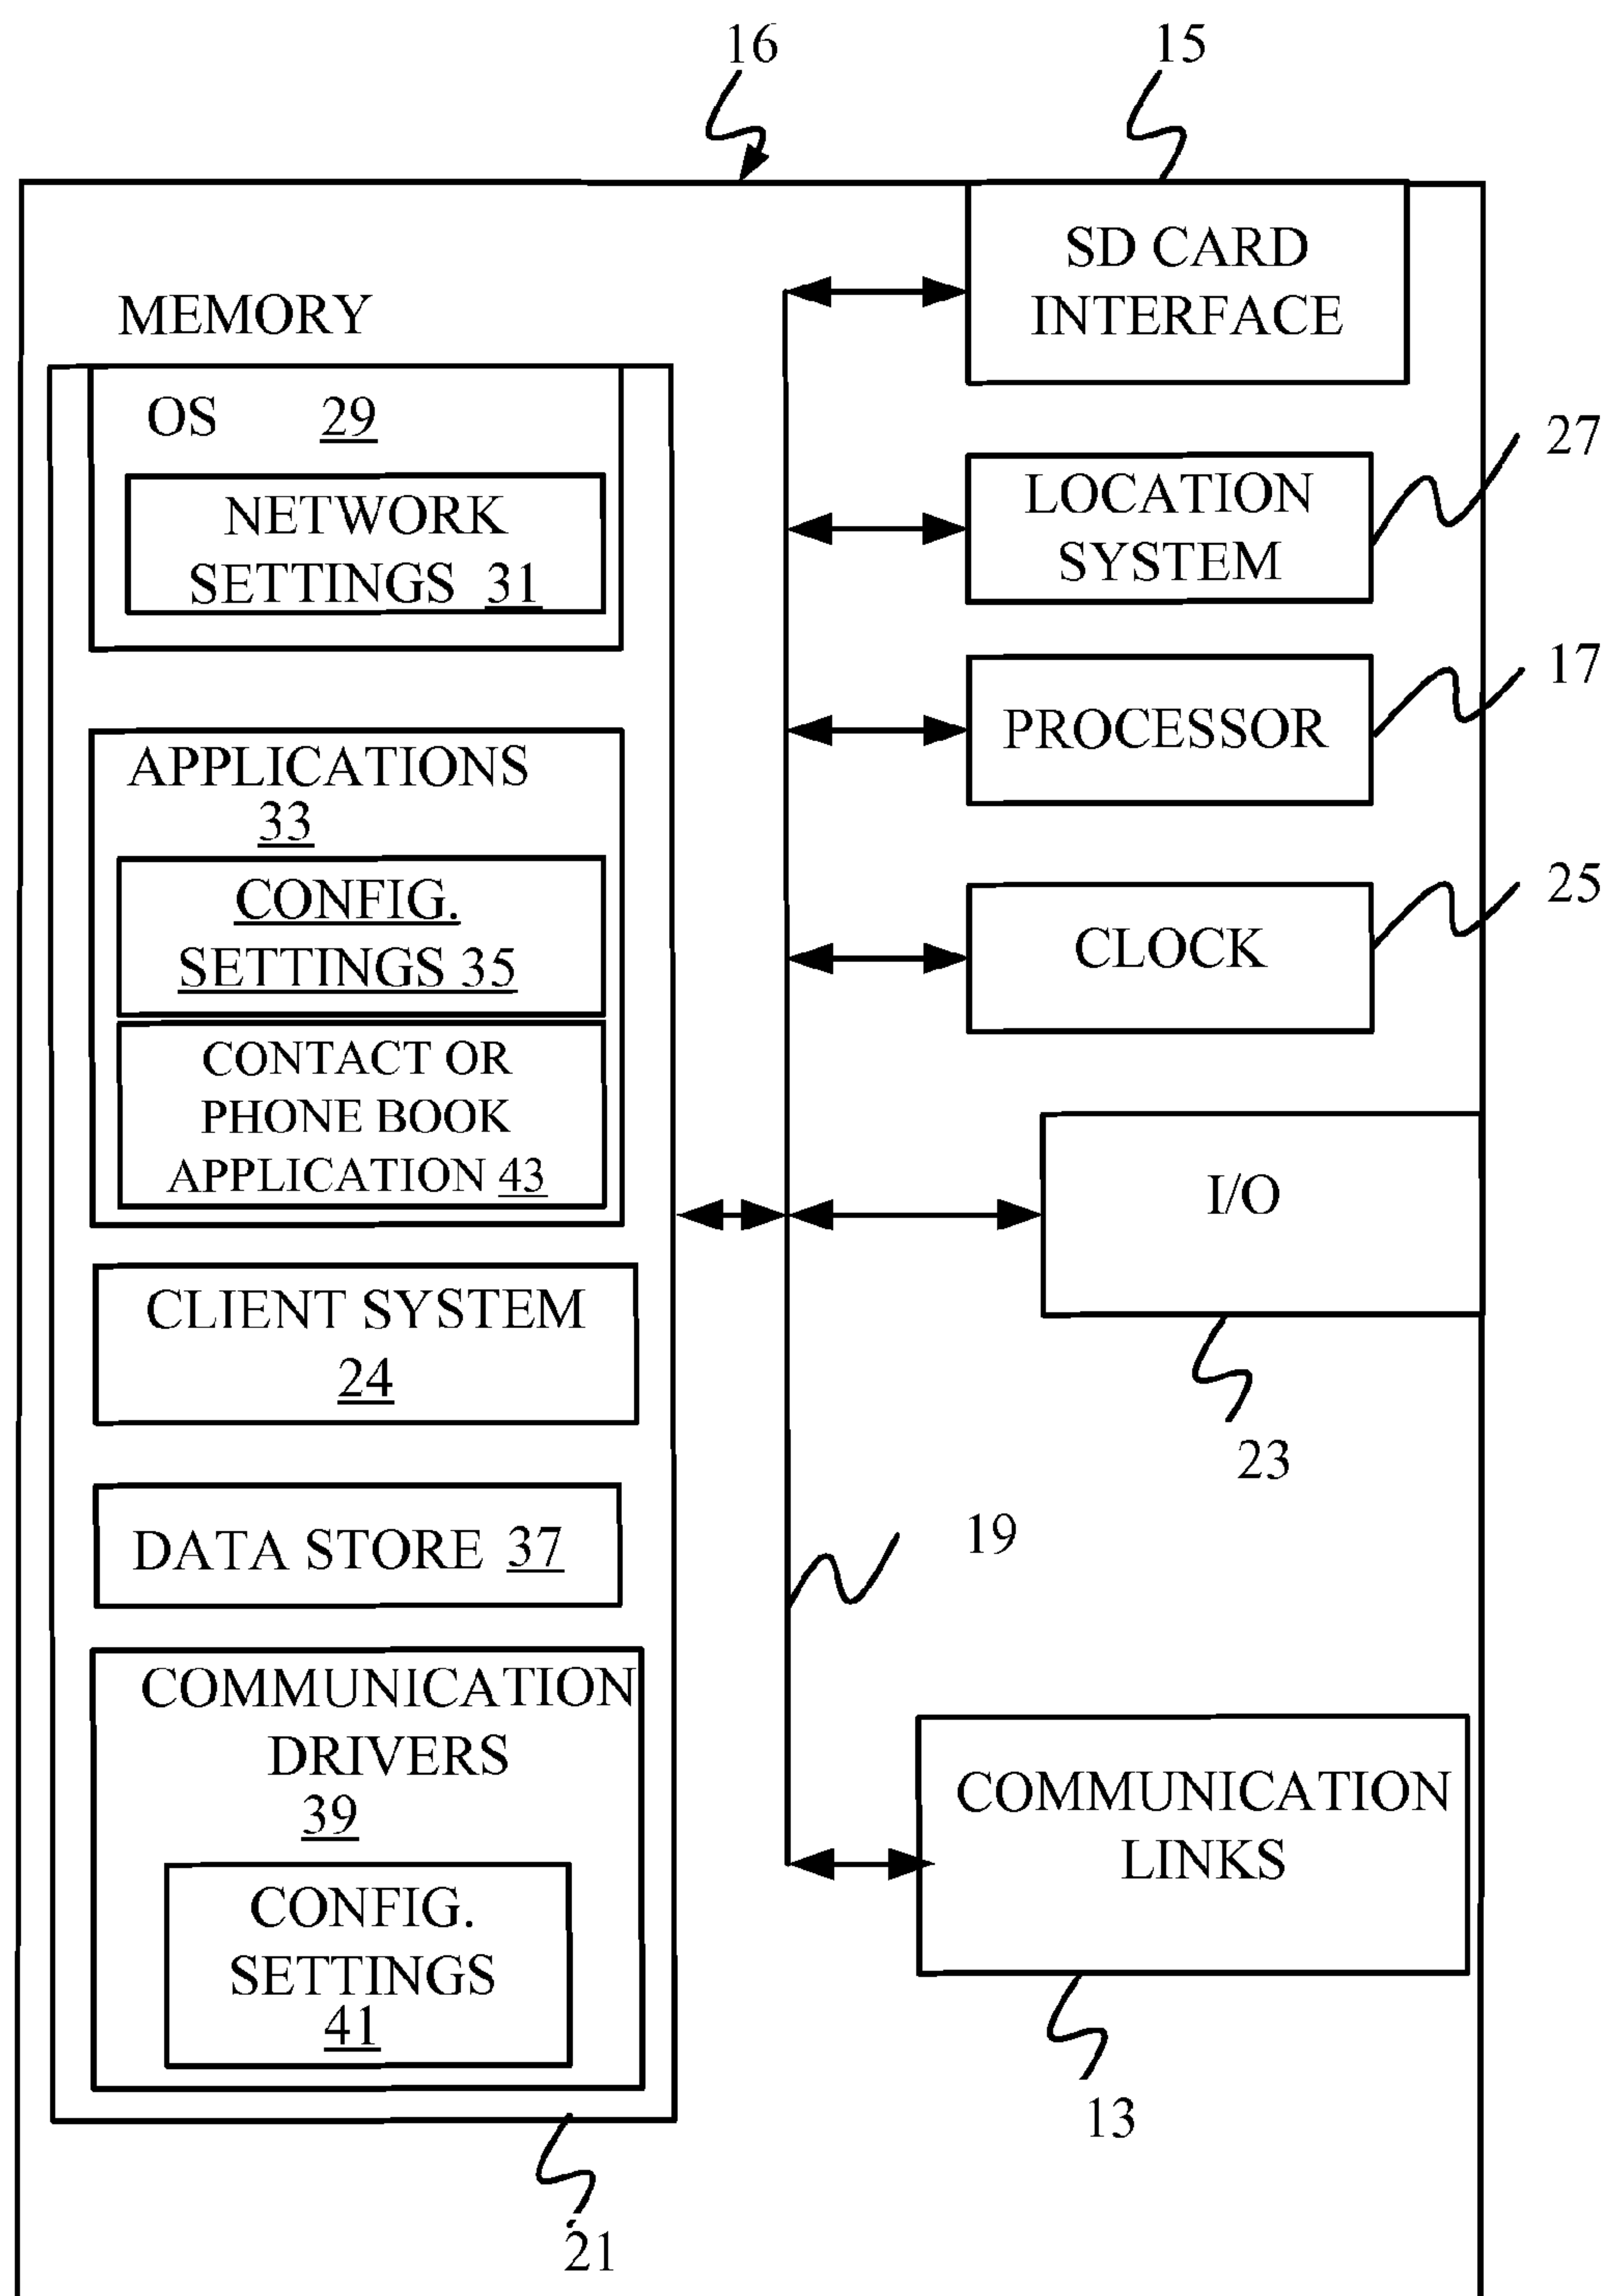 16
15
SD CARD
INTERFACE
MEMORY
OS 29
NETWORK
SETTINGS 31
27
LOCATION
SYSTEM
17
PROCESSOR
APPLICATIONS
33
CONFIG.
SETTINGS 35
25
CLOCK
CONTACT OR
PHONE BOOK
APPLICATION 43
I/O
23
CLIENT SYSTEM
24
19
DATA STORE 37
COMMUNICATION
DRIVERS
39
CONFIG.
SETTINGS
41
COMMUNICATION
LINKS
13
21